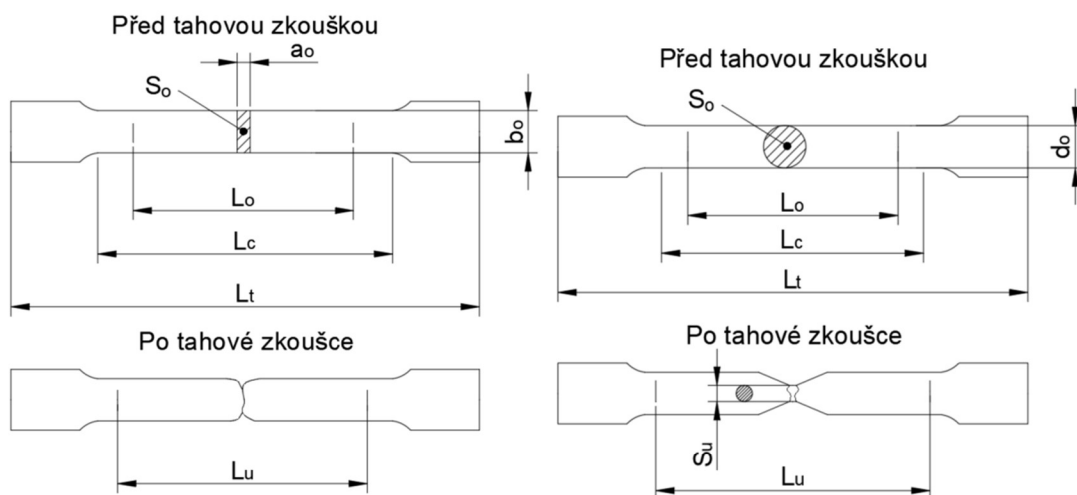 Před tahovou zkouškou
ao
So
bo
Lo
Lc
Lt
Po tahové zkoušce
Lu
Před tahovou zkouškou
So
do
Lo
Lc
Lt
Po tahové zkoušce
Su
Lu